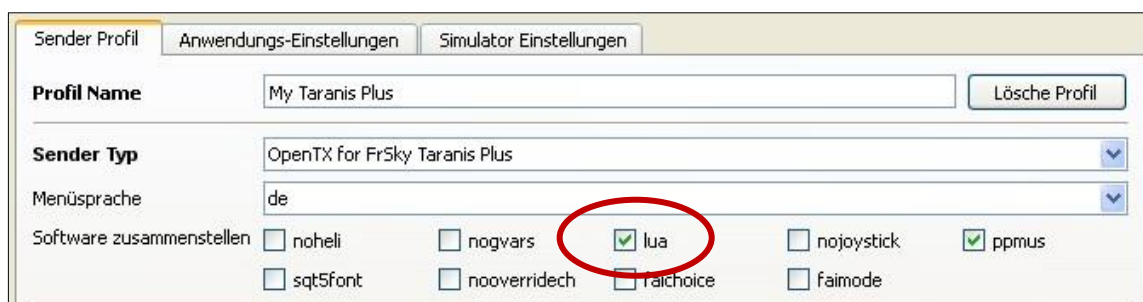 Sender Profil Anwendungs-Einstellungen Simulator Einstellungen
Profil Name My Taranis Plus Lösche Profil
Sender Typ OpenTX for FrSky Taranis Plus
Menüsprache de
Software zusammenstellen noheli nogvars lua nojoystick ppmus
sqt5font nooverridech faichoice faimode